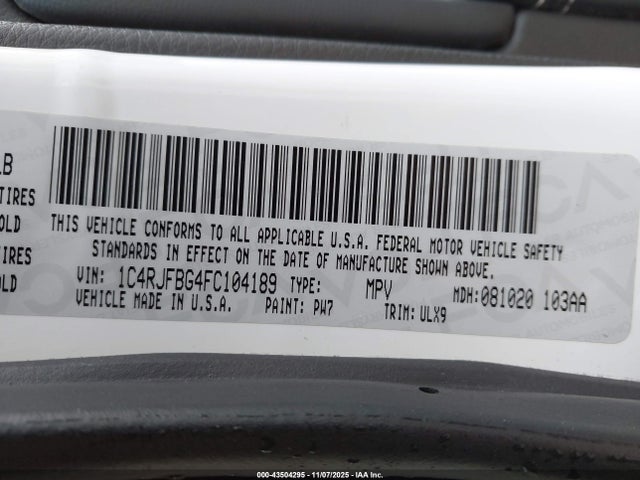 LB
TIRES
OLD
TIRES
OLD
THIS VEHICLE CONFORMS TO ALL APPLICABLE U.S.A. FEDERAL MOTOR VEHICLE SAFETY
STANDARDS IN EFFECT ON THE DATE OF MANUFACTURE SHOWN ABOVE.
VIN: 1C4RJFBG4FC104189 TYPE: MPV MDH:081020 103AA
VEHICLE MADE IN U.S.A. PAINT: PW7 TRIM: ULX9
000-43504295 - 11/07/2025 - IAAI.COM